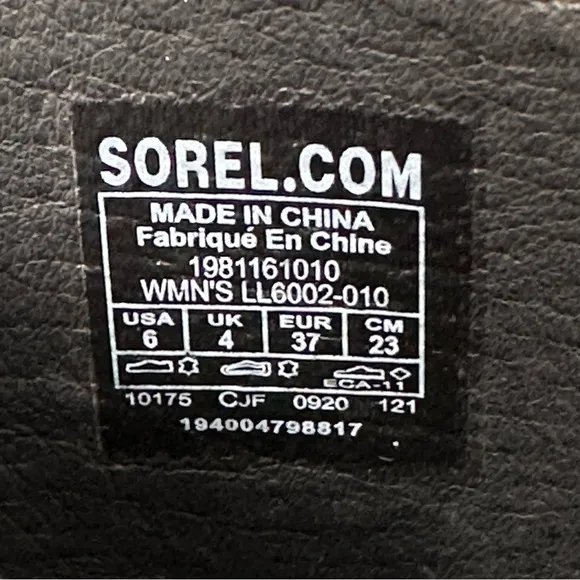 SOREL.COM
MADE IN CHINA
Fabriqué En Chine
1981161010
WMN'S LL6002-010
USA UK EUR CM
6 4 37 23
ECA-11
10175 CJF 0920 121
194004798817